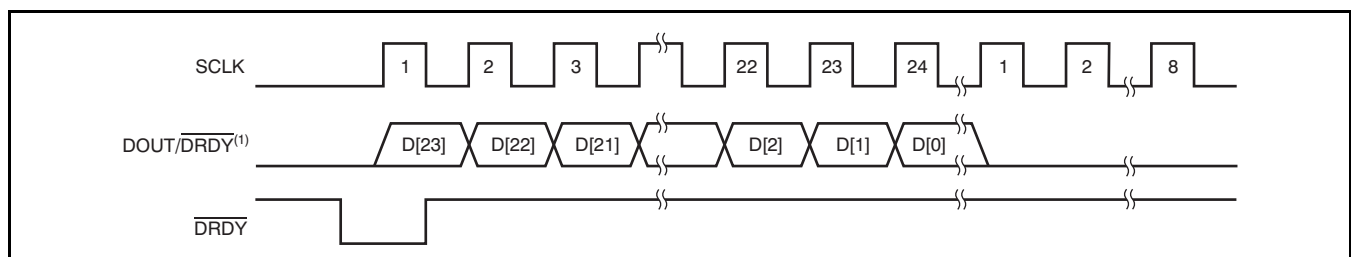 SCLK 1 2 3 22 23 24 1 2 8
DOUT/DRDY(1) D[23] D[22] D[21] D[2] D[1] D[0]
DRDY